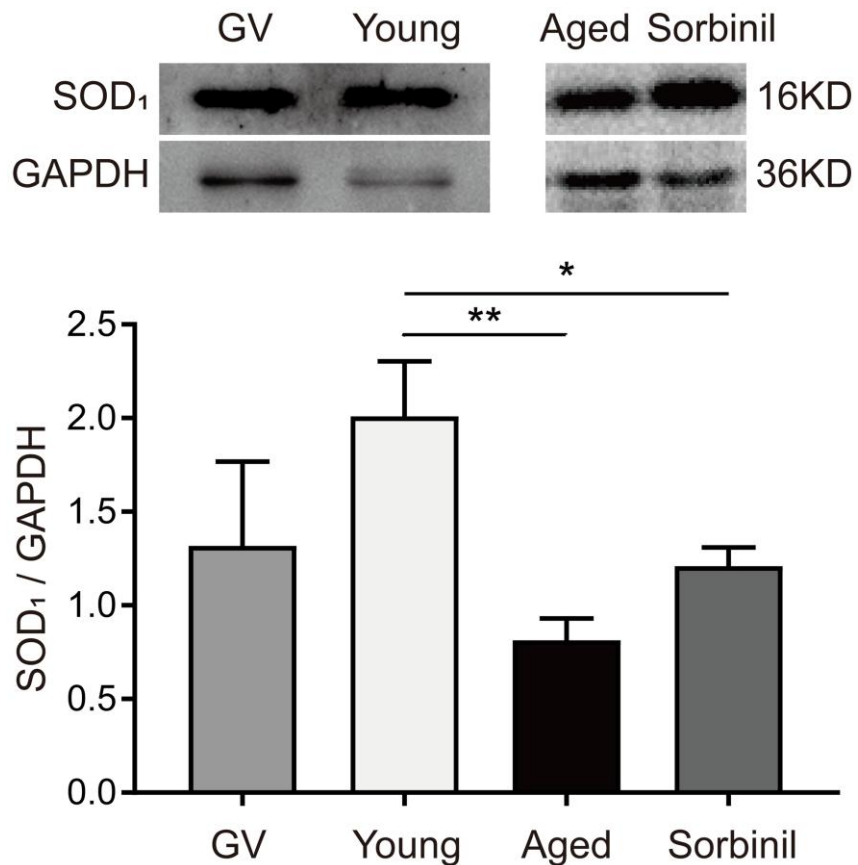 GV Young Aged Sorbinil
SOD₁ 16KD
GAPDH 36KD
*
**
2.5
2.0
1.5
1.0
0.5
0.0
SOD₁ / GAPDH
GV Young Aged Sorbinil